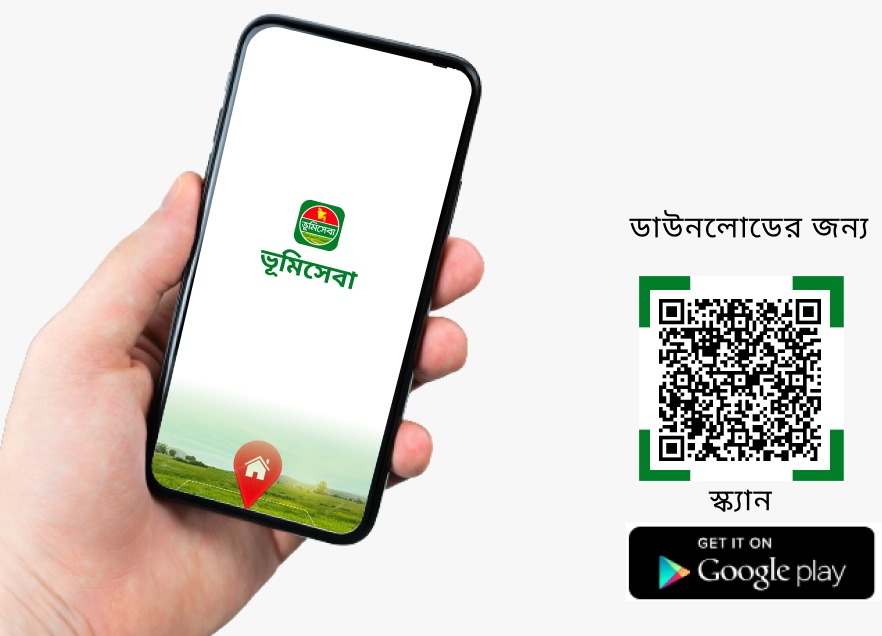 ভূমিসেবা
ভূমিসেবা
ডাউনলোডের জন্য
স্ক্যান
GET IT ON
Google play